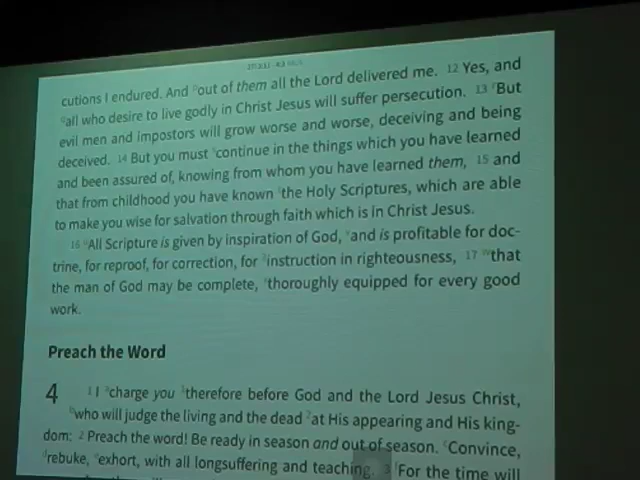 cutions I endured. And out of them all the Lord delivered me. 12 Yes, and
all who desire to live godly in Christ Jesus will suffer persecution. 13 But
evil men and impostors will grow worse and worse, deceiving and being
deceived. 14 But you must continue in the things which you have learned
and been assured of, knowing from whom you have learned them, 15 and
that from childhood you have known the Holy Scriptures, which are able
to make you wise for salvation through faith which is in Christ Jesus.
16 All Scripture is given by inspiration of God, and is profitable for doc-
trine, for reproof, for correction, for instruction in righteousness, 17 that
the man of God may be complete, thoroughly equipped for every good
work.
Preach the Word
4 1 I charge you therefore before God and the Lord Jesus Christ,
who will judge the living and the dead at His appearing and His king-
dom: 2 Preach the word! Be ready in season and out of season. Convince,
rebuke, exhort, with all longsuffering and teaching. 3 For the time will